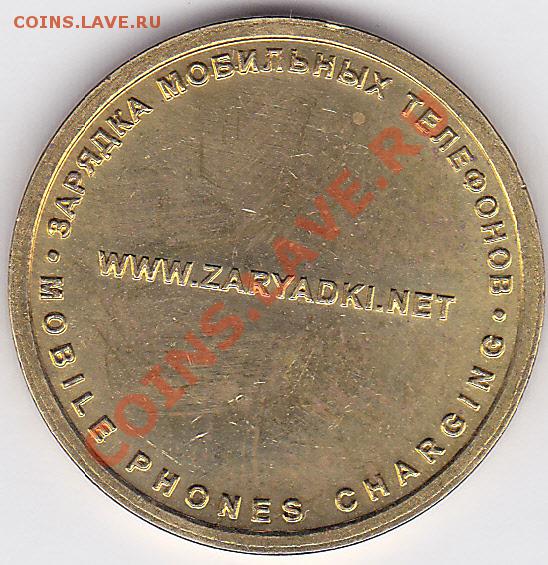 COINS.LAVE.RU
ЗАРЯДКА МОБИЛЬНЫХ ТЕЛЕФОНОВ
WWW.ZARYADKI.NET
MOBILE PHONES CHARGING
COINS.LAVE.RU